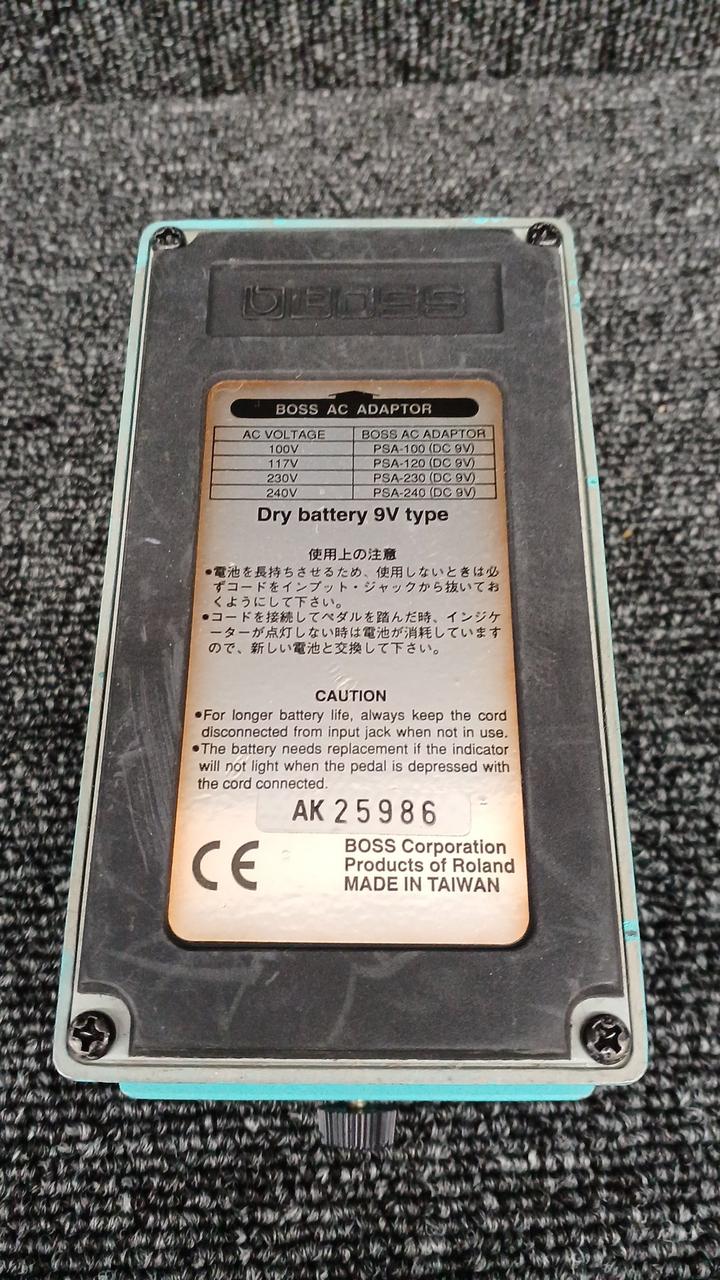 BOSS
BOSS AC ADAPTOR
AC VOLTAGE BOSS AC ADAPTOR
100V PSA-100 (DC 9V)
117V PSA-120 (DC 9V)
230V PSA-230 (DC 9V)
240V PSA-240 (DC 9V)
Dry battery 9V type
使用上の注意
●電池を長持ちさせるため、使用しないときは必
ずコードをインプット・ジャックから抜いてお
くようにして下さい。
●コードを接続してペダルを踏んだ時、インジケ
ーターが点灯しない時は電池が消耗しています
ので、新しい電池と交換して下さい。
CAUTION
●For longer battery life, always keep the cord
disconnected from input jack when not in use.
●The battery needs replacement if the indicator
will not light when the pedal is depressed with
the cord connected.
AK 25986
CE
BOSS Corporation
Products of Roland
MADE IN TAIWAN